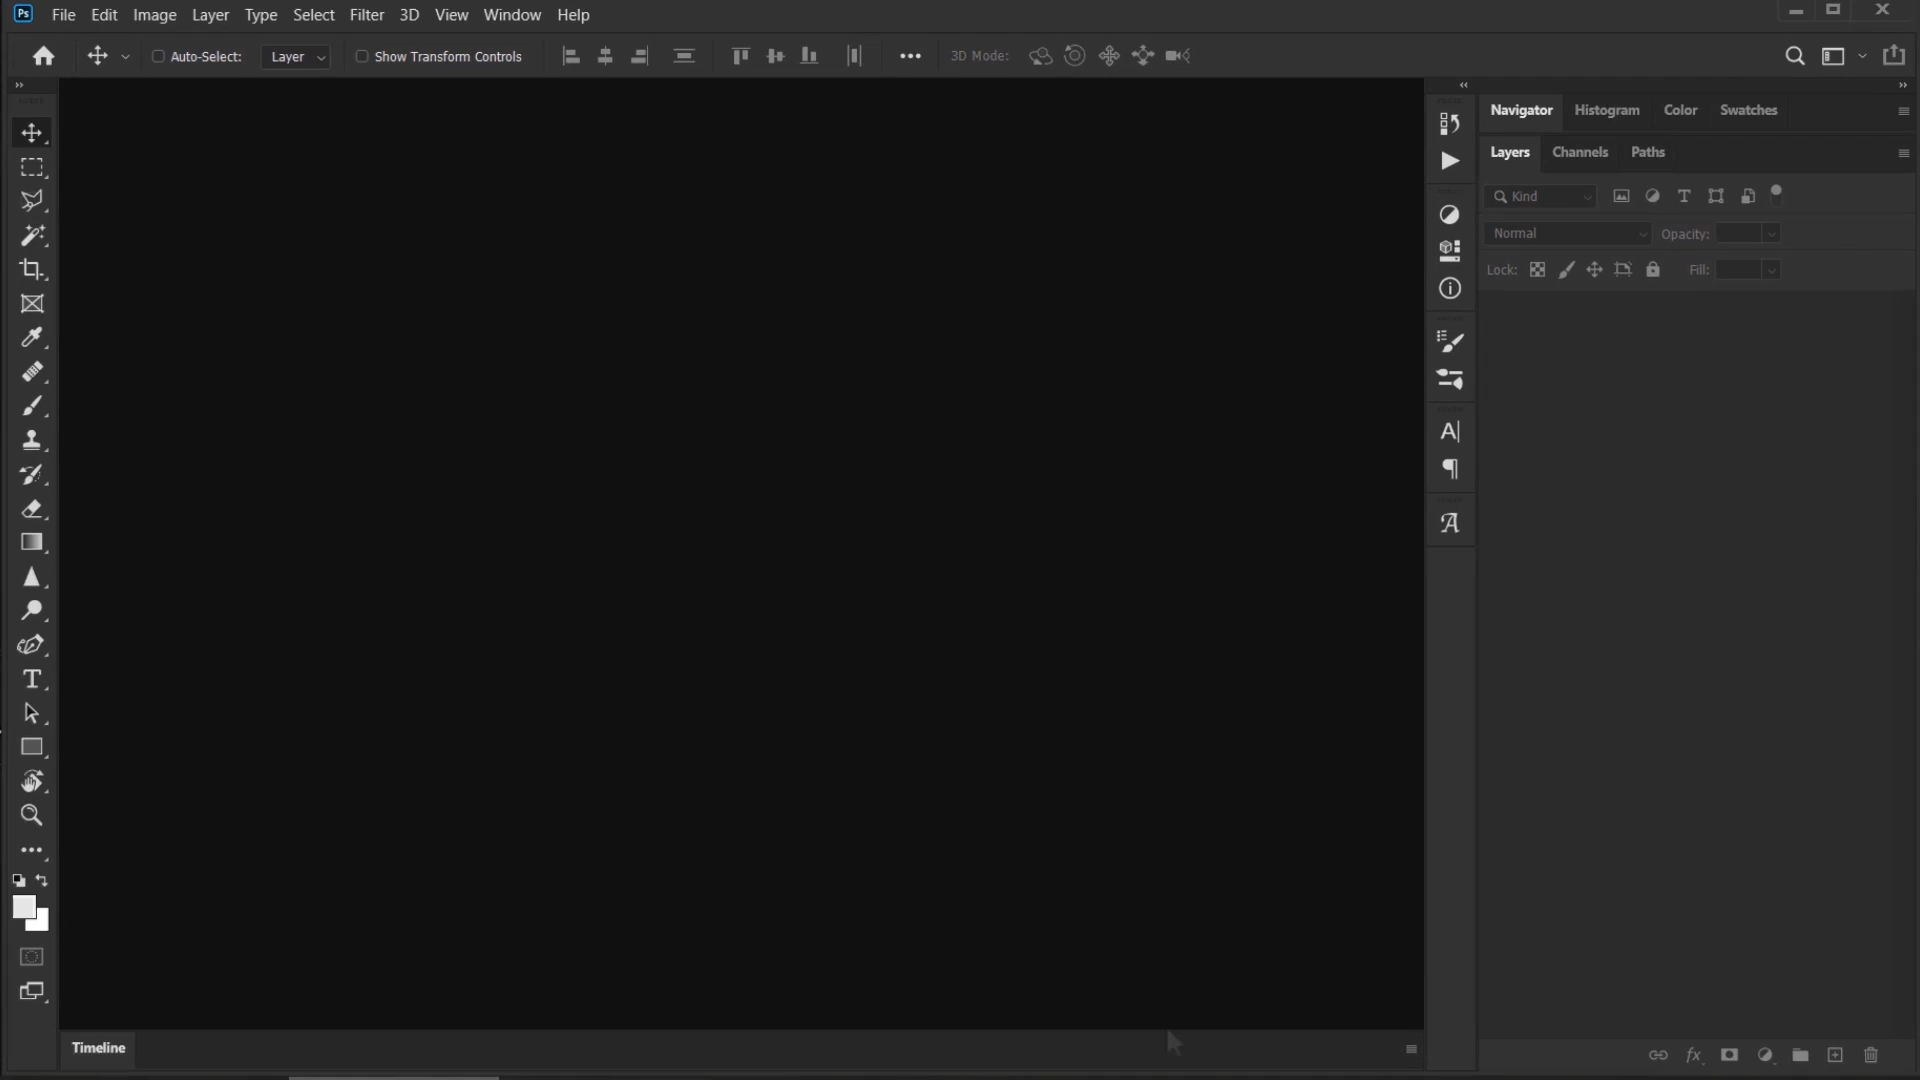 Ps File Edit Image Layer Type Select Filter 3D View Window Help
Auto-Select: Layer Show Transform Controls 3D Mode:
Navigator Histogram Color Swatches
Layers Channels Paths
Kind
Normal Opacity:
Lock: Fill:
Timeline